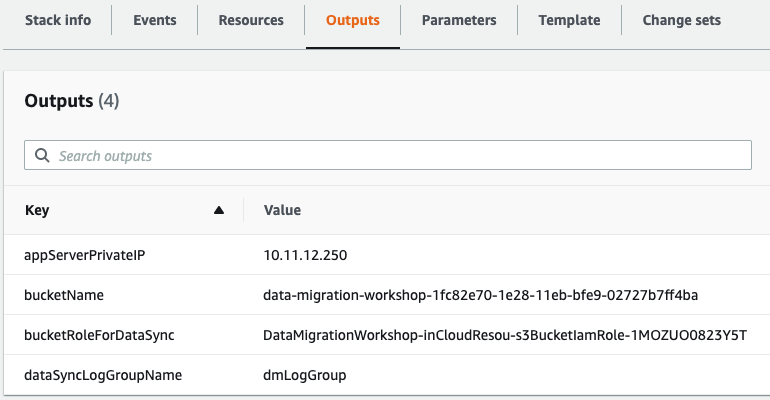 Stack info Events Resources Outputs Parameters Template Change sets
Outputs (4)
Search outputs
Key Value
appServerPrivateIP 10.11.12.250
bucketName data-migration-workshop-1fc82e70-1e28-11eb-bfe9-02727b7ff4ba
bucketRoleForDataSync DataMigrationWorkshop-inCloudResou-s3BucketIamRole-1MOZUO0823Y5T
dataSyncLogGroupName dmLogGroup